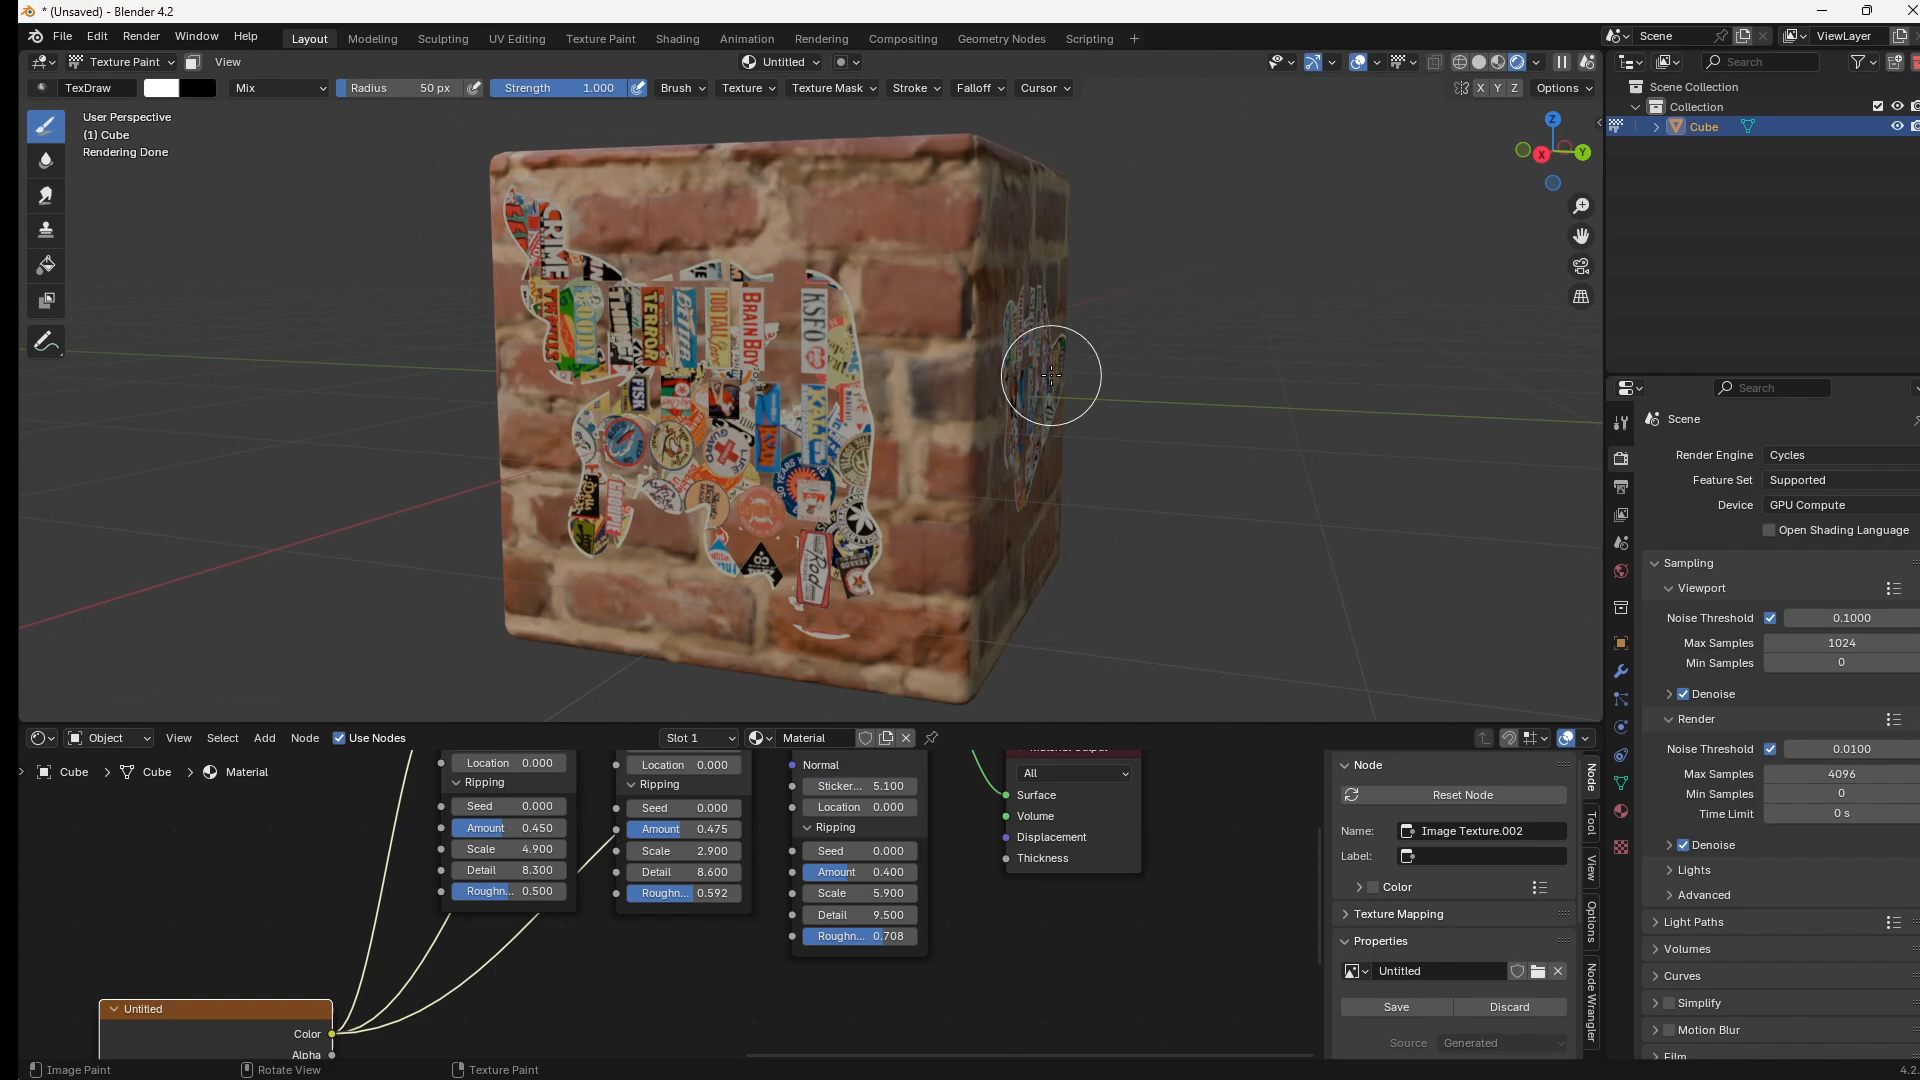 * (Unsaved) - Blender 4.2
File Edit Render Window Help
Layout Modeling Sculpting UV Editing Texture Paint Shading Animation Rendering Compositing Geometry Nodes Scripting +
Scene
ViewLayer
Texture Paint
View
Untitled
Search
TexDraw
Mix
Radius 50 px
Strength 1.000
Brush
Texture
Texture Mask
Stroke
Falloff
Cursor
X Y Z
Options
User Perspective
(1) Cube
Rendering Done
Z
X
Y
Scene Collection
Collection
Cube
CRIME
TERROR
BRAIN BOY
KSFO
FISK
KALI
GUARD
LIFE
Rod
Search
Scene
Render Engine Cycles
Feature Set Supported
Device GPU Compute
Open Shading Language
Sampling
Viewport
Noise Threshold 0.1000
Max Samples 1024
Min Samples 0
Denoise
Render
Noise Threshold 0.0100
Max Samples 4096
Min Samples 0
Time Limit 0 s
Denoise
Lights
Advanced
Light Paths
Volumes
Curves
Simplify
Motion Blur
Film
Object
View Select Add Node Use Nodes
Slot 1
Material
Cube > Cube > Material
Location 0.000
Ripping
Seed 0.000
Amount 0.450
Scale 4.900
Detail 8.300
Roughn... 0.500
Location 0.000
Ripping
Seed 0.000
Amount 0.475
Scale 2.900
Detail 8.600
Roughn... 0.592
Normal
Sticker... 5.100
Location 0.000
Ripping
Seed 0.000
Amount 0.400
Scale 5.900
Detail 9.500
Roughn... 0.708
Material Output
All
Surface
Volume
Displacement
Thickness
Untitled
Color
Alpha
Node
Reset Node
Name: Image Texture.002
Label:
Color
Texture Mapping
Properties
Untitled
Save Discard
Source Generated
Node
Tool
View
Options
Node Wrangler
Image Paint
Rotate View
Texture Paint
4.2.